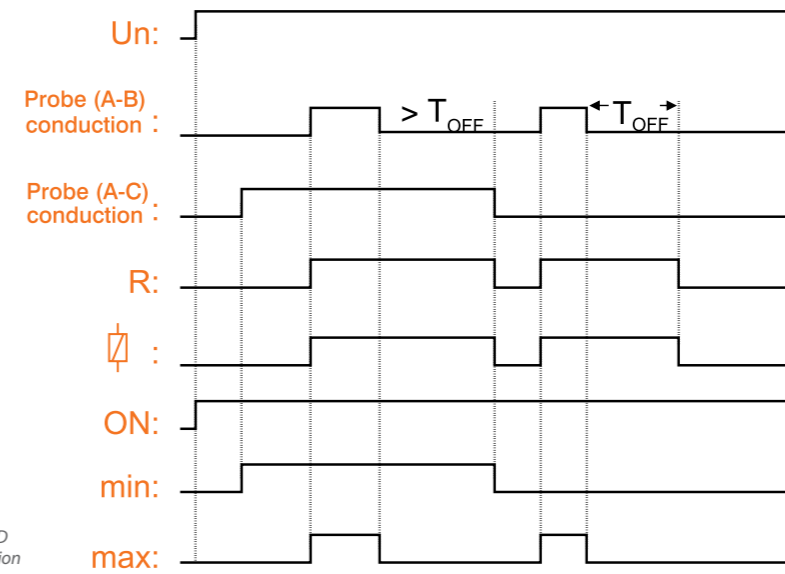 Un:
Probe (A-B)
conduction :
> TOFF
TOFF
Probe (A-C)
conduction :
R:
:
ON:
min:
max: